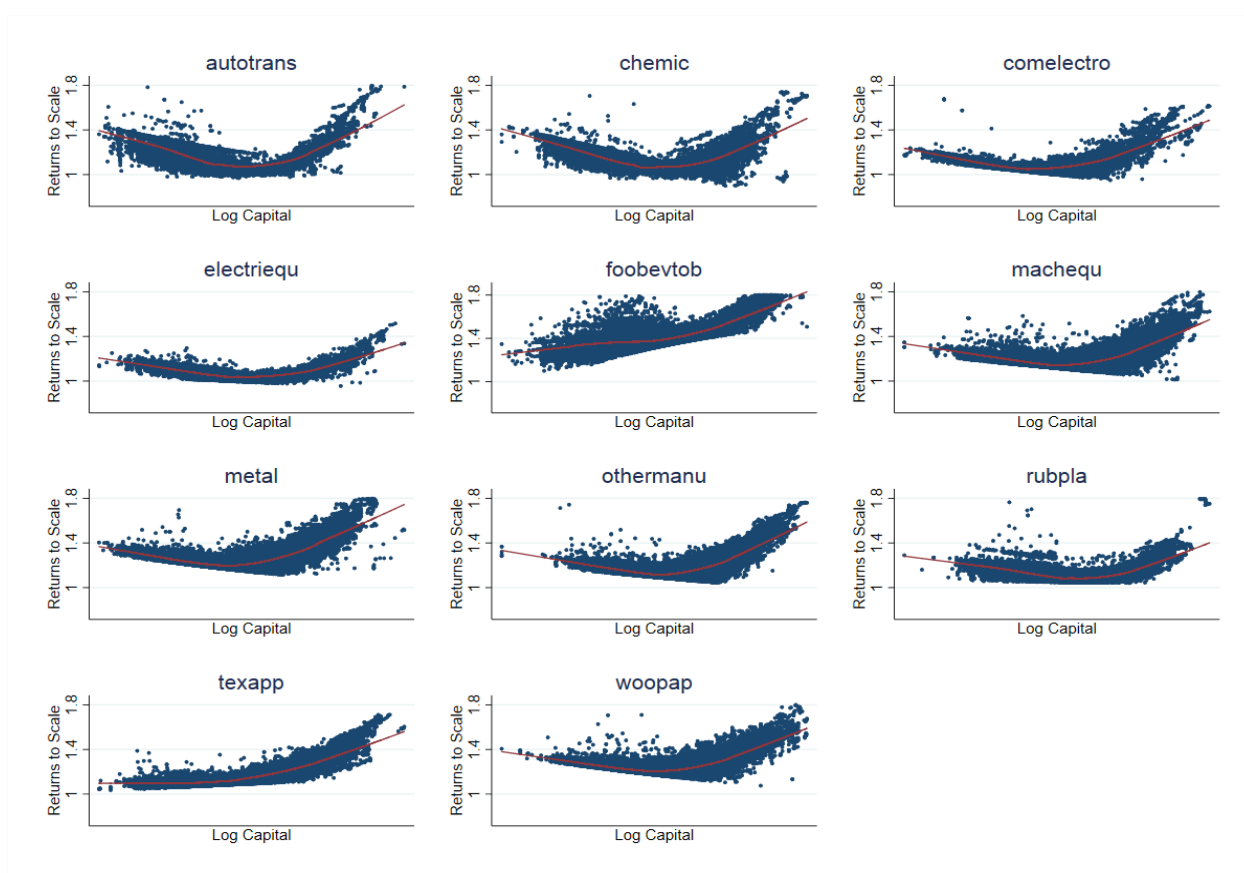 autotrans
Returns to Scale
1 1.4 1.8
Log Capital
chemic
Returns to Scale
1 1.4 1.8
Log Capital
comelectro
Returns to Scale
1 1.4 1.8
Log Capital
electriequ
Returns to Scale
1 1.4 1.8
Log Capital
foobevtob
Returns to Scale
1 1.4 1.8
Log Capital
machequ
Returns to Scale
1 1.4 1.8
Log Capital
metal
Returns to Scale
1 1.4 1.8
Log Capital
othermanu
Returns to Scale
1 1.4 1.8
Log Capital
rubpla
Returns to Scale
1 1.4 1.8
Log Capital
texapp
Returns to Scale
1 1.4 1.8
Log Capital
woopap
Returns to Scale
1 1.4 1.8
Log Capital